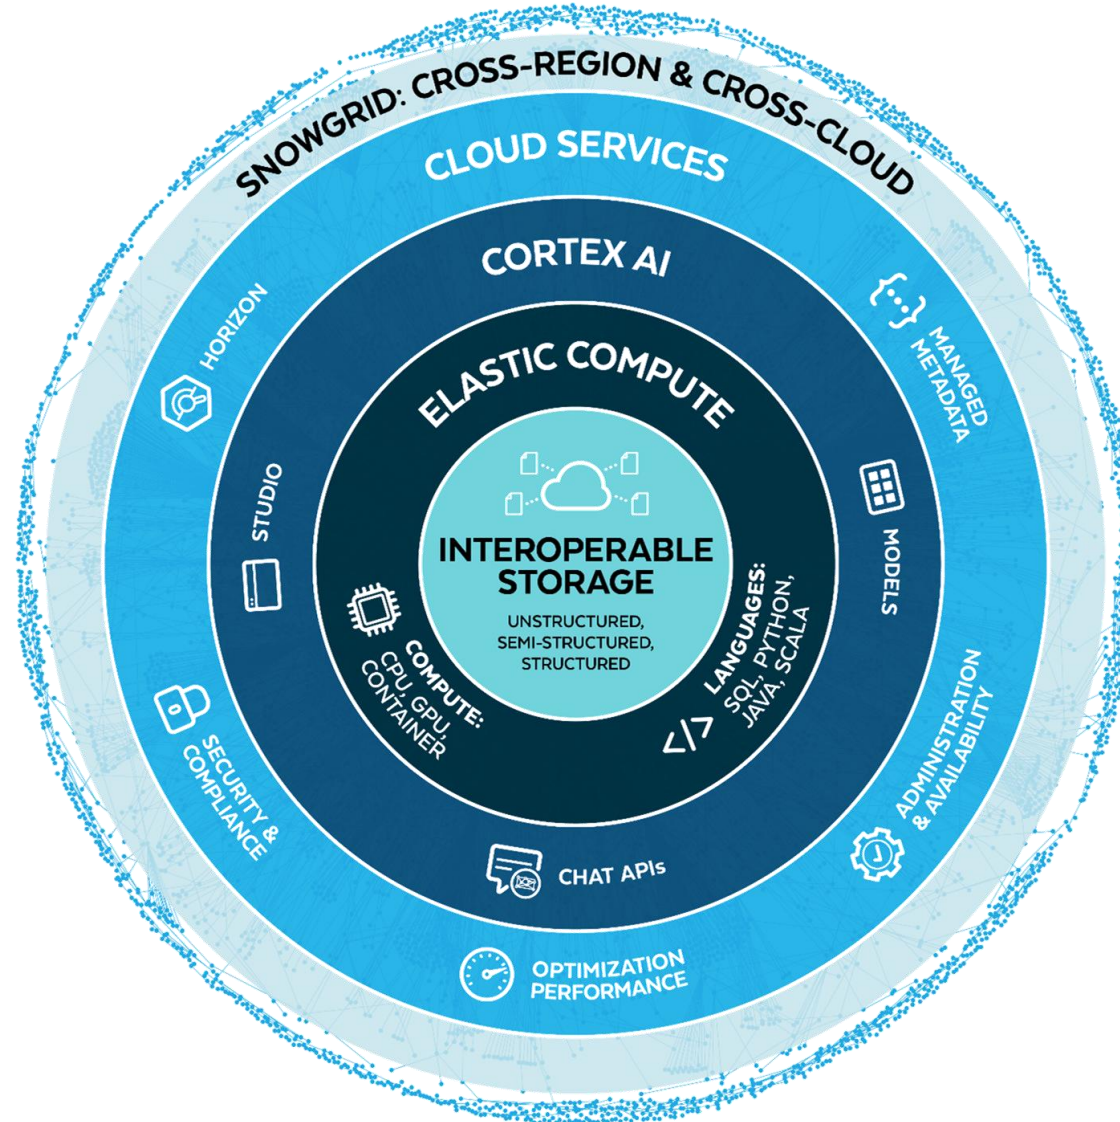 SNOWGRID: CROSS-REGION & CROSS-CLOUD
CLOUD SERVICES
HORIZON
MANAGED
METADATA
SECURITY &
COMPLIANCE
ADMINISTRATION
& AVAILABILITY
OPTIMIZATION
PERFORMANCE
CORTEX AI
STUDIO
MODELS
CHAT APIs
ELASTIC COMPUTE
COMPUTE:
CPU, GPU,
CONTAINER
LANGUAGES:
SQL, PYTHON,
JAVA, SCALA
</>
INTEROPERABLE
STORAGE
UNSTRUCTURED,
SEMI-STRUCTURED,
STRUCTURED